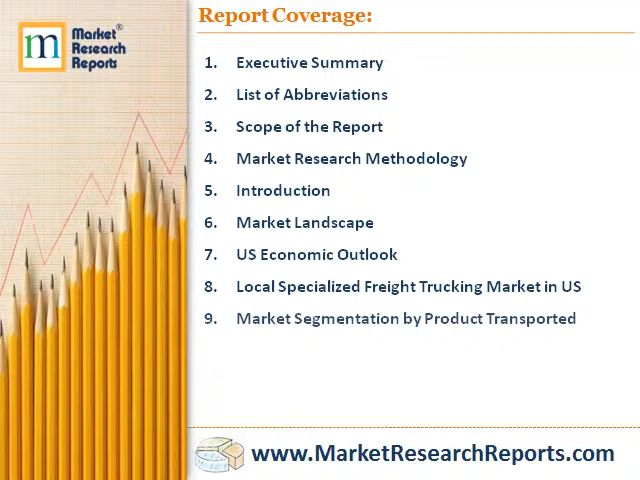 Report Coverage:
m
Market®
Research
Reports
1. Executive Summary
2. List of Abbreviations
3. Scope of the Report
4. Market Research Methodology
5. Introduction
6. Market Landscape
7. US Economic Outlook
8. Local Specialized Freight Trucking Market in US
9. Market Segmentation by Product Transported
www.MarketResearchReports.com